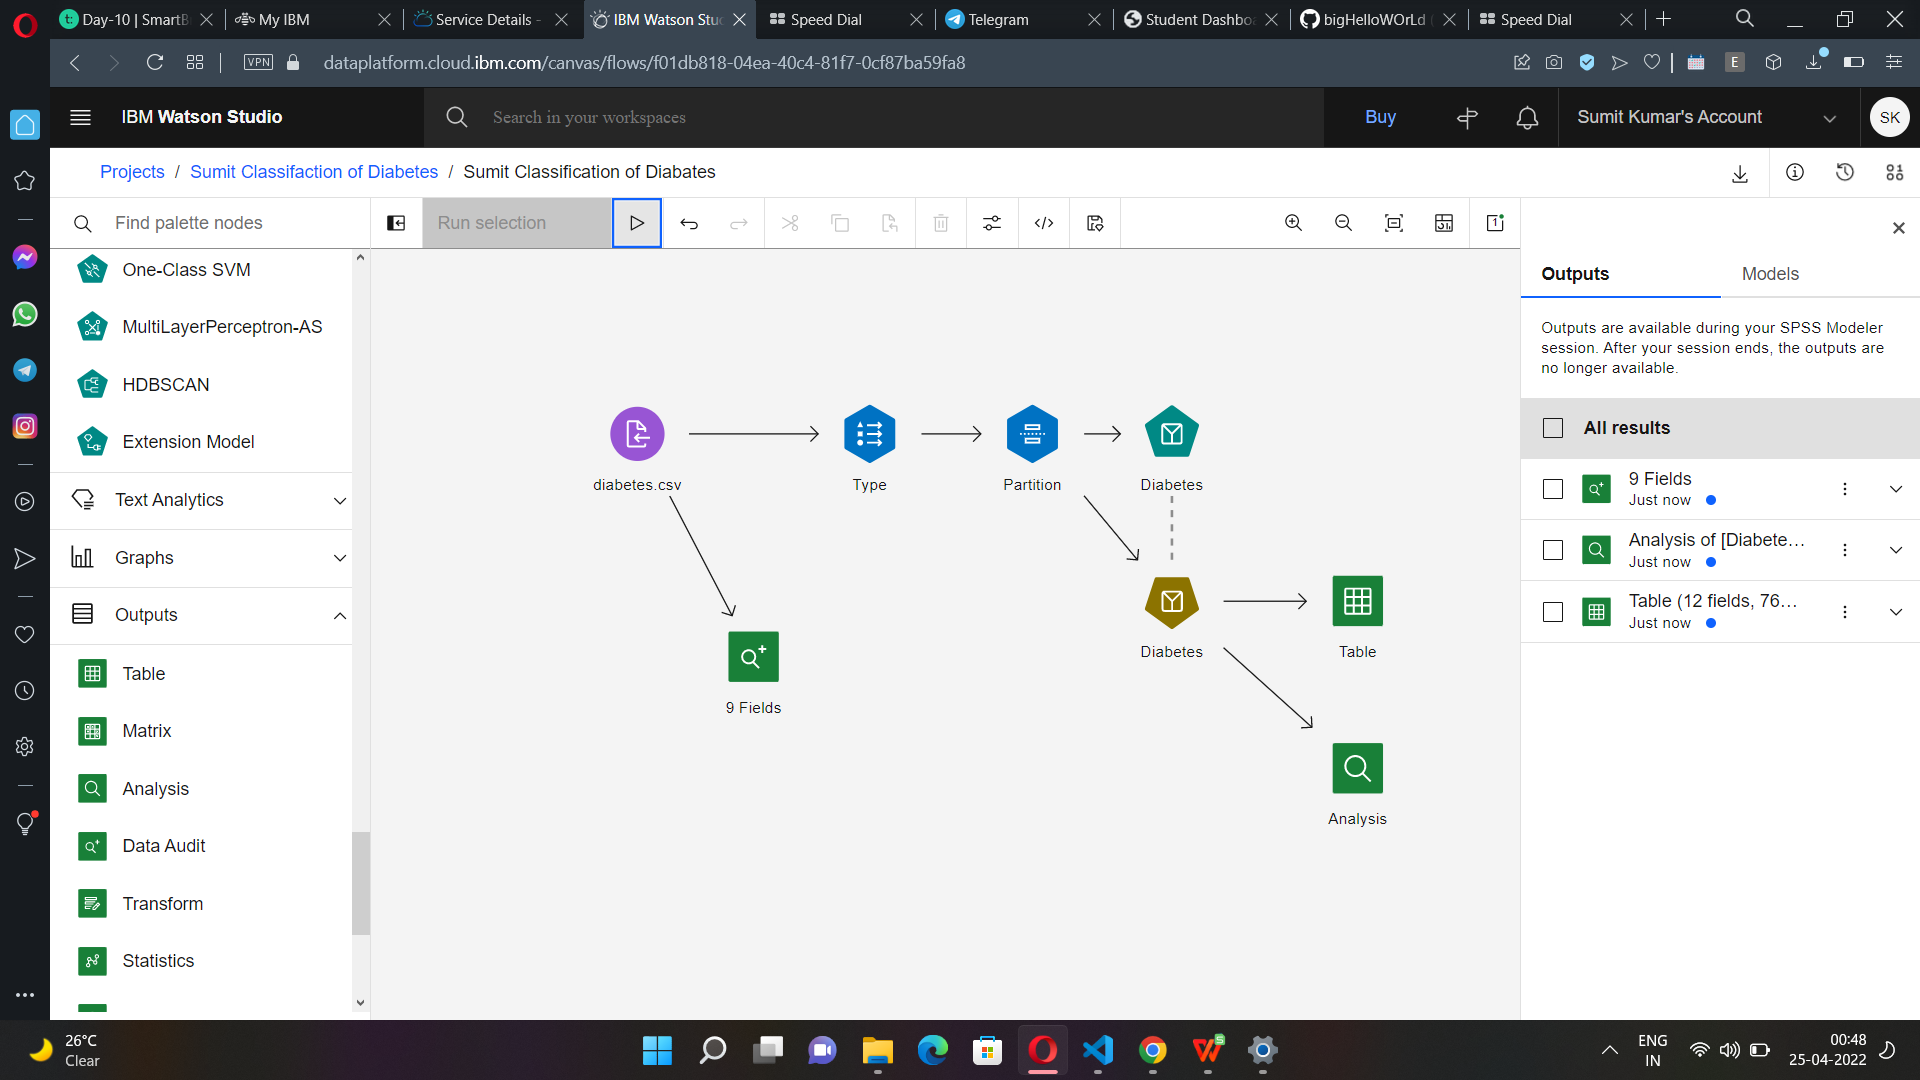 Day-10 | SmartB
My IBM
Service Details -
IBM Watson Stu
Speed Dial
Telegram
Student Dashbo
bigHelloWOrLd (
Speed Dial
VPN
dataplatform.cloud.ibm.com/canvas/flows/f01db818-04ea-40c4-81f7-0cf87ba59fa8
E
IBM Watson Studio
Search in your workspaces
Buy
Sumit Kumar's Account
SK
Projects / Sumit Classifaction of Diabetes / Sumit Classification of Diabates
Find palette nodes
Run selection
One-Class SVM
MultiLayerPerceptron-AS
HDBSCAN
Extension Model
Text Analytics
Graphs
Outputs
Table
Matrix
Analysis
Data Audit
Transform
Statistics
diabetes.csv
Type
Partition
Diabetes
9 Fields
Diabetes
Table
Analysis
Outputs
Models
Outputs are available during your SPSS Modeler
session. After your session ends, the outputs are
no longer available.
All results
9 Fields
Just now
Analysis of [Diabete...
Just now
Table (12 fields, 76...
Just now
26°C
Clear
ENG
IN
00:48
25-04-2022